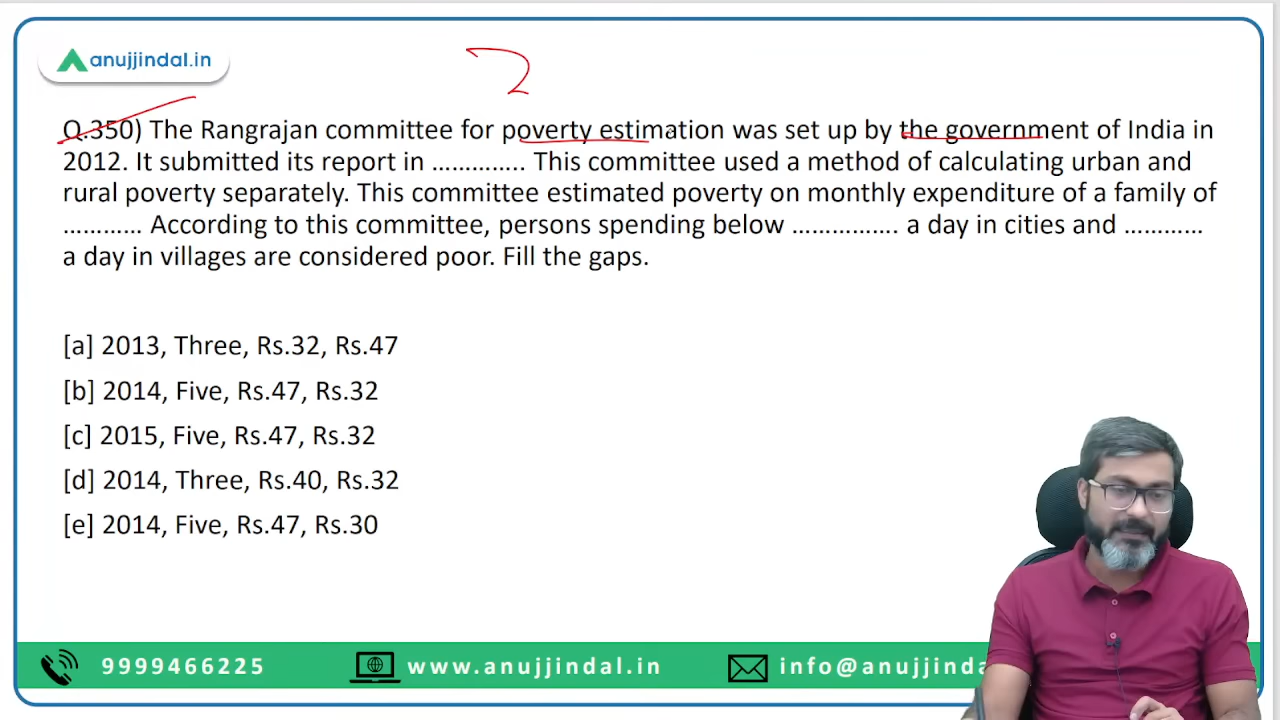 anujjindal.in
2
Q.350) The Rangrajan committee for poverty estimation was set up by the government of India in
2012. It submitted its report in .............. This committee used a method of calculating urban and
rural poverty separately. This committee estimated poverty on monthly expenditure of a family of
............ According to this committee, persons spending below ................ a day in cities and ............
a day in villages are considered poor. Fill the gaps.
[a] 2013, Three, Rs.32, Rs.47
[b] 2014, Five, Rs.47, Rs.32
[c] 2015, Five, Rs.47, Rs.32
[d] 2014, Three, Rs.40, Rs.32
[e] 2014, Five, Rs.47, Rs.30
9999466225 www.anujjindal.in info@anujjinda